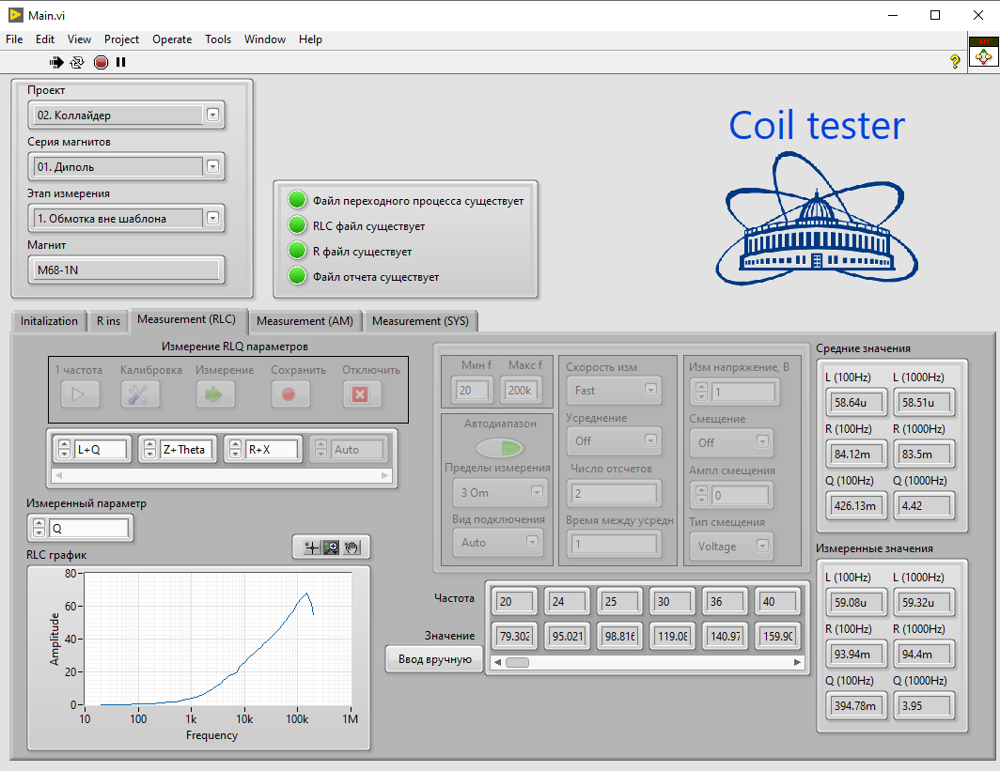 Main.vi
File Edit View Project Operate Tools Window Help
Проект
02. Коллайдер
Серия магнитов
01. Диполь
Этап измерения
1. Обмотка вне шаблона
Магнит
M68-1N
Файл переходного процесса существует
RLC файл существует
R файл существует
Файл отчета существует
Coil tester
Initalization R ins Measurement (RLC) Measurement (AM) Measurement (SYS)
Измерение RLQ параметров
1 частота Калибровка Измерение Сохранить Отключить
L+Q Z+Theta R+X Auto
Измеренный параметр
Q
RLC график
80
60
40
20
0
Amplitude
10 100 1k 10k 100k 1M
Frequency
Мин f Макс f
20 200k
Автодиапазон
Пределы измерения
3 Om
Вид подключения
Auto
Скорость изм
Fast
Усреднение
Off
Число отсчетов
2
Время между усредн
1
Изм напряжение, В
1
Смещение
Off
Ампл смещения
0
Тип смещения
Voltage
Частота
20 24 25 30 36 40
Значение
79.302 95.021 98.816 119.08 140.97 159.90
Ввод вручную
Средние значения
L (100Hz) L (1000Hz)
58.64u 58.51u
R (100Hz) R (1000Hz)
84.12m 83.5m
Q (100Hz) Q (1000Hz)
426.13m 4.42
Измеренные значения
L (100Hz) L (1000Hz)
59.08u 59.32u
R (100Hz) R (1000Hz)
93.94m 94.4m
Q (100Hz) Q (1000Hz)
394.78m 3.95